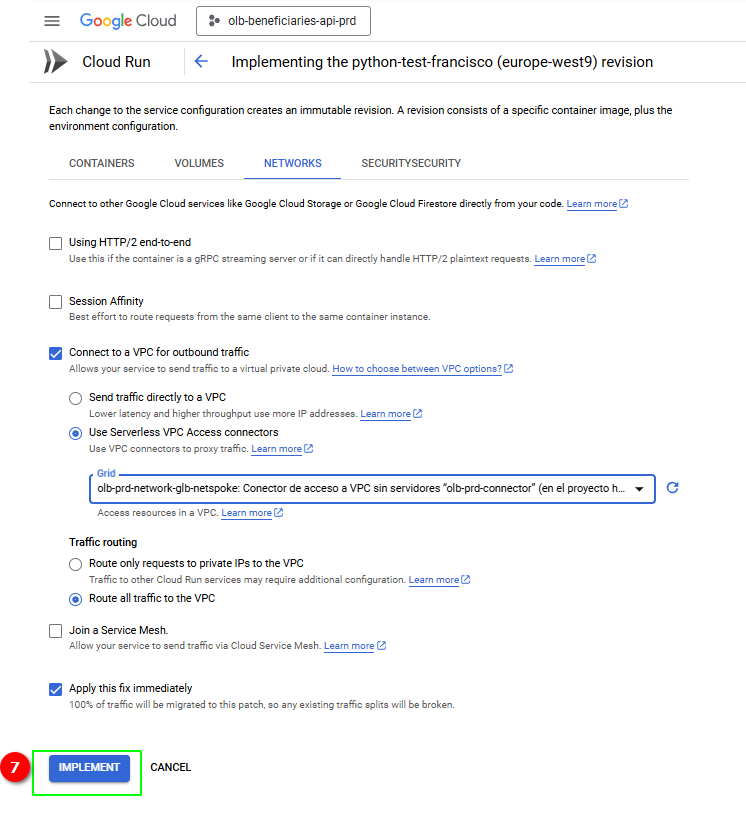 Google Cloud
olb-beneficiaries-api-prd
Cloud Run
Implementing the python-test-francisco (europe-west9) revision
Each change to the service configuration creates an immutable revision. A revision consists of a specific container image, plus the
environment configuration.
CONTAINERS VOLUMES NETWORKS SECURITYSECURITY
Connect to other Google Cloud services like Google Cloud Storage or Google Cloud Firestore directly from your code. Learn more
Using HTTP/2 end-to-end
Use this if the container is a gRPC streaming server or if it can directly handle HTTP/2 plaintext requests. Learn more
Session Affinity
Best effort to route requests from the same client to the same container instance.
Connect to a VPC for outbound traffic
Allows your service to send traffic to a virtual private cloud. How to choose between VPC options?
Send traffic directly to a VPC
Lower latency and higher throughput use more IP addresses. Learn more
Use Serverless VPC Access connectors
Use VPC connectors to proxy traffic. Learn more
Grid
olb-prd-network-glb-netspoke: Conector de acceso a VPC sin servidores “olb-prd-connector” (en el proyecto h...
Access resources in a VPC. Learn more
Traffic routing
Route only requests to private IPs to the VPC
Traffic to other Cloud Run services may require additional configuration. Learn more
Route all traffic to the VPC
Join a Service Mesh.
Allow your service to send traffic via Cloud Service Mesh. Learn more
Apply this fix immediately
100% of traffic will be migrated to this patch, so any existing traffic splits will be broken.
7 IMPLEMENT CANCEL